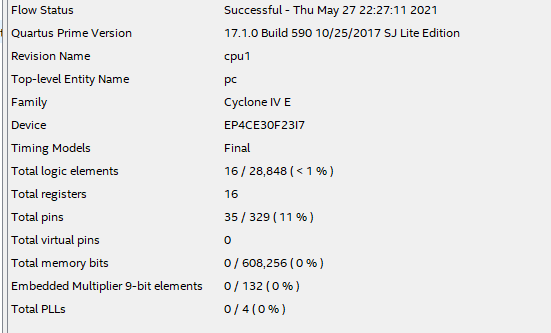 Flow Status Successful - Thu May 27 22:27:11 2021
Quartus Prime Version 17.1.0 Build 590 10/25/2017 SJ Lite Edition
Revision Name cpu1
Top-level Entity Name pc
Family Cyclone IV E
Device EP4CE30F23I7
Timing Models Final
Total logic elements 16 / 28,848 ( < 1 % )
Total registers 16
Total pins 35 / 329 ( 11 % )
Total virtual pins 0
Total memory bits 0 / 608,256 ( 0 % )
Embedded Multiplier 9-bit elements 0 / 132 ( 0 % )
Total PLLs 0 / 4 ( 0 % )